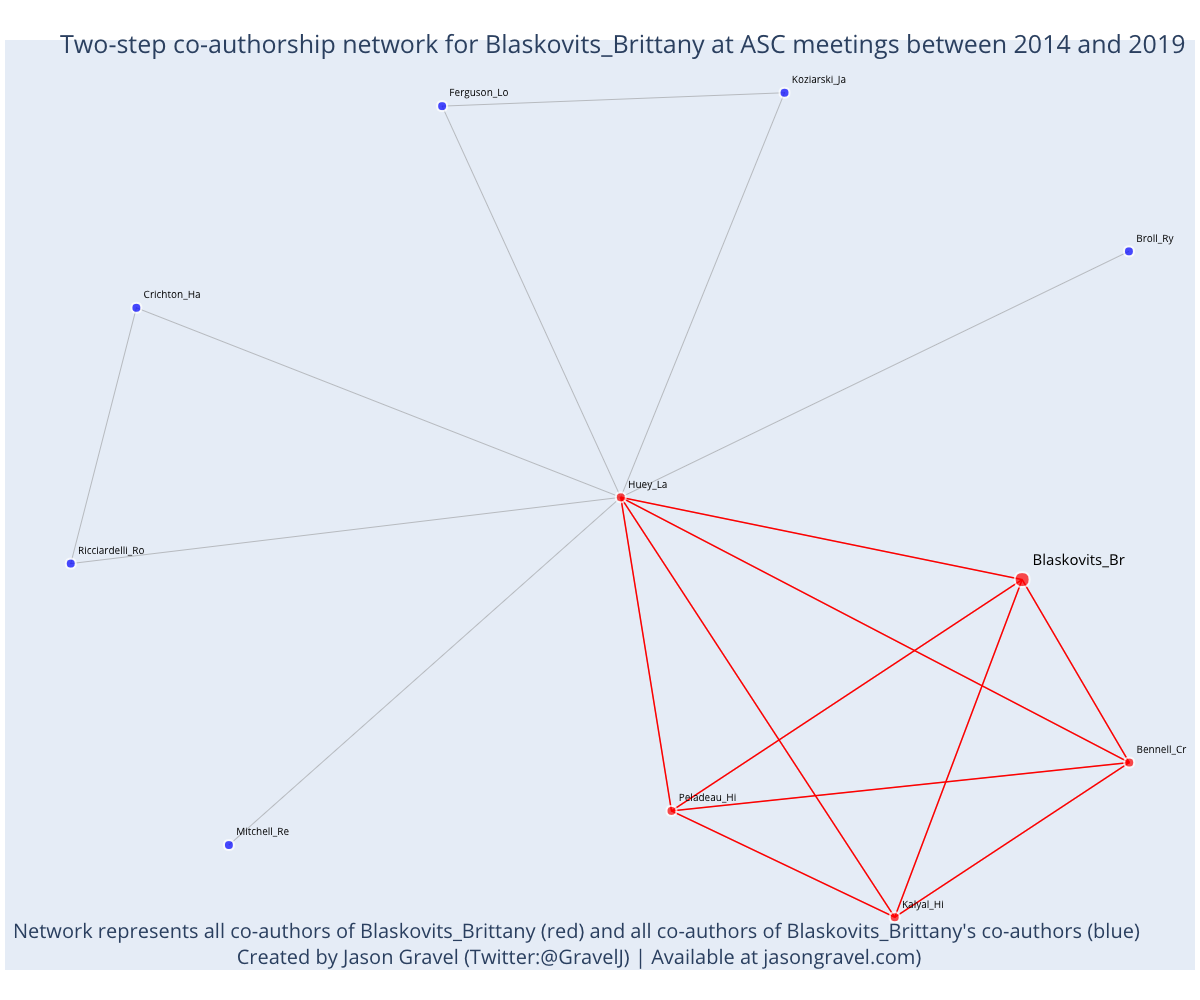 Two-step co-authorship network for Blaskovits_Brittany at ASC meetings between 2014 and 2019
Koziarski_Ja
Ferguson_Lo
Broll_Ry
Crichton_Ha
Huey_La
Ricciardelli_Ro
Blaskovits_Br
Bennell_Cr
Peladeau_Hi
Mitchell_Re
Kalyal_Hi
Network represents all co-authors of Blaskovits_Brittany (red) and all co-authors of Blaskovits_Brittany's co-authors (blue)
Created by Jason Gravel (Twitter:@GravelJ) | Available at jasongravel.com)